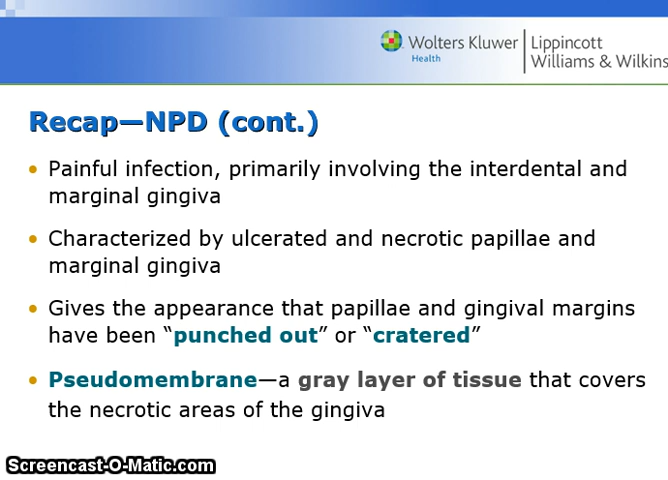 Wolters Kluwer
Health
Lippincott
Williams & Wilkins
Recap—NPD (cont.)
• Painful infection, primarily involving the interdental and
marginal gingiva
• Characterized by ulcerated and necrotic papillae and
marginal gingiva
• Gives the appearance that papillae and gingival margins
have been “punched out” or “cratered”
• Pseudomembrane—a gray layer of tissue that covers
the necrotic areas of the gingiva
Screencast-O-Matic.com